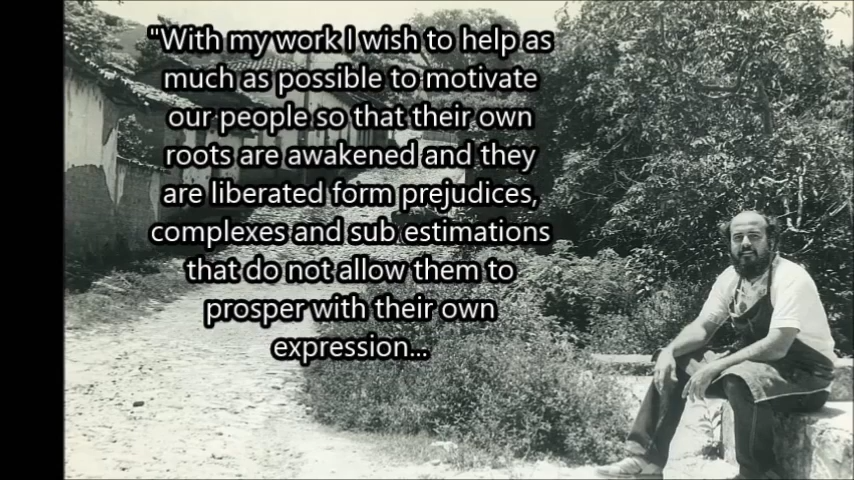 "With my work I wish to help as
much as possible to motivate
our people so that their own
roots are awakened and they
are liberated form prejudices,
complexes and sub estimations
that do not allow them to
prosper with their own
expression...